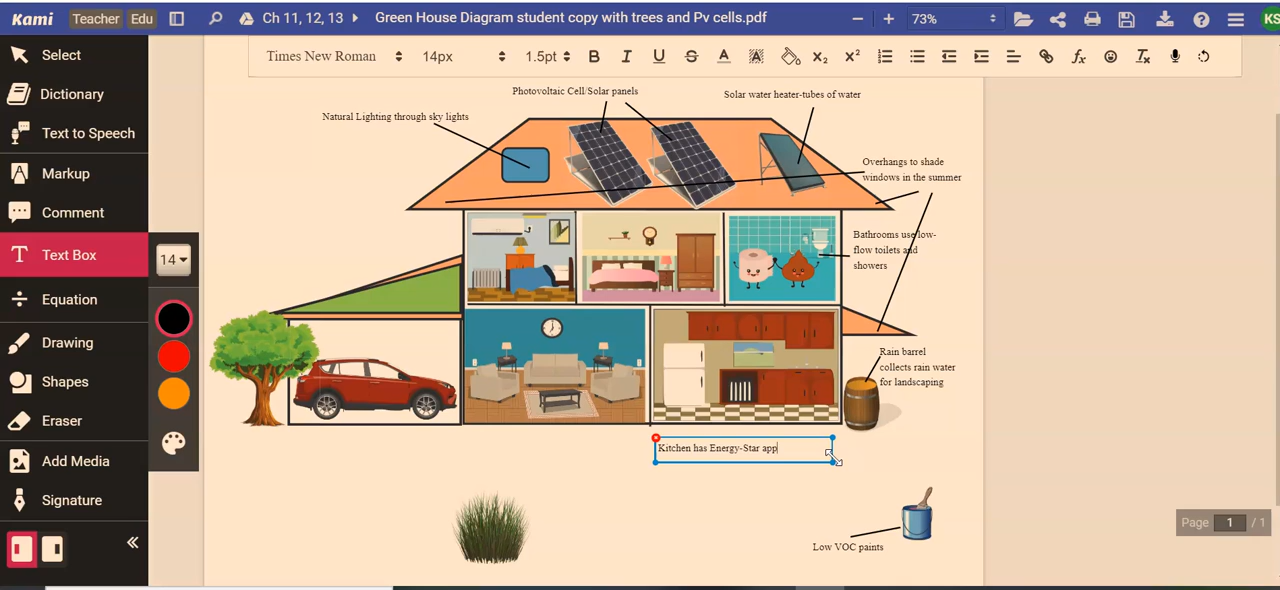 Kami Teacher Edu Ch 11, 12, 13 Green House Diagram student copy with trees and Pv cells.pdf 73% KS
Times New Roman 14px 1.5pt B I U S A A x₂ x² fx Tx
Select
Dictionary
Text to Speech
Markup
Comment
Text Box
14
Equation
Drawing
Shapes
Eraser
Add Media
Signature
Photovoltaic Cell/Solar panels
Solar water heater-tubes of water
Natural Lighting through sky lights
Overhangs to shade
windows in the summer
Bathrooms use low-
flow toilets and
showers
Rain barrel
collects rain water
for landscaping
Kitchen has Energy-Star app
Low VOC paints
Page 1 / 1